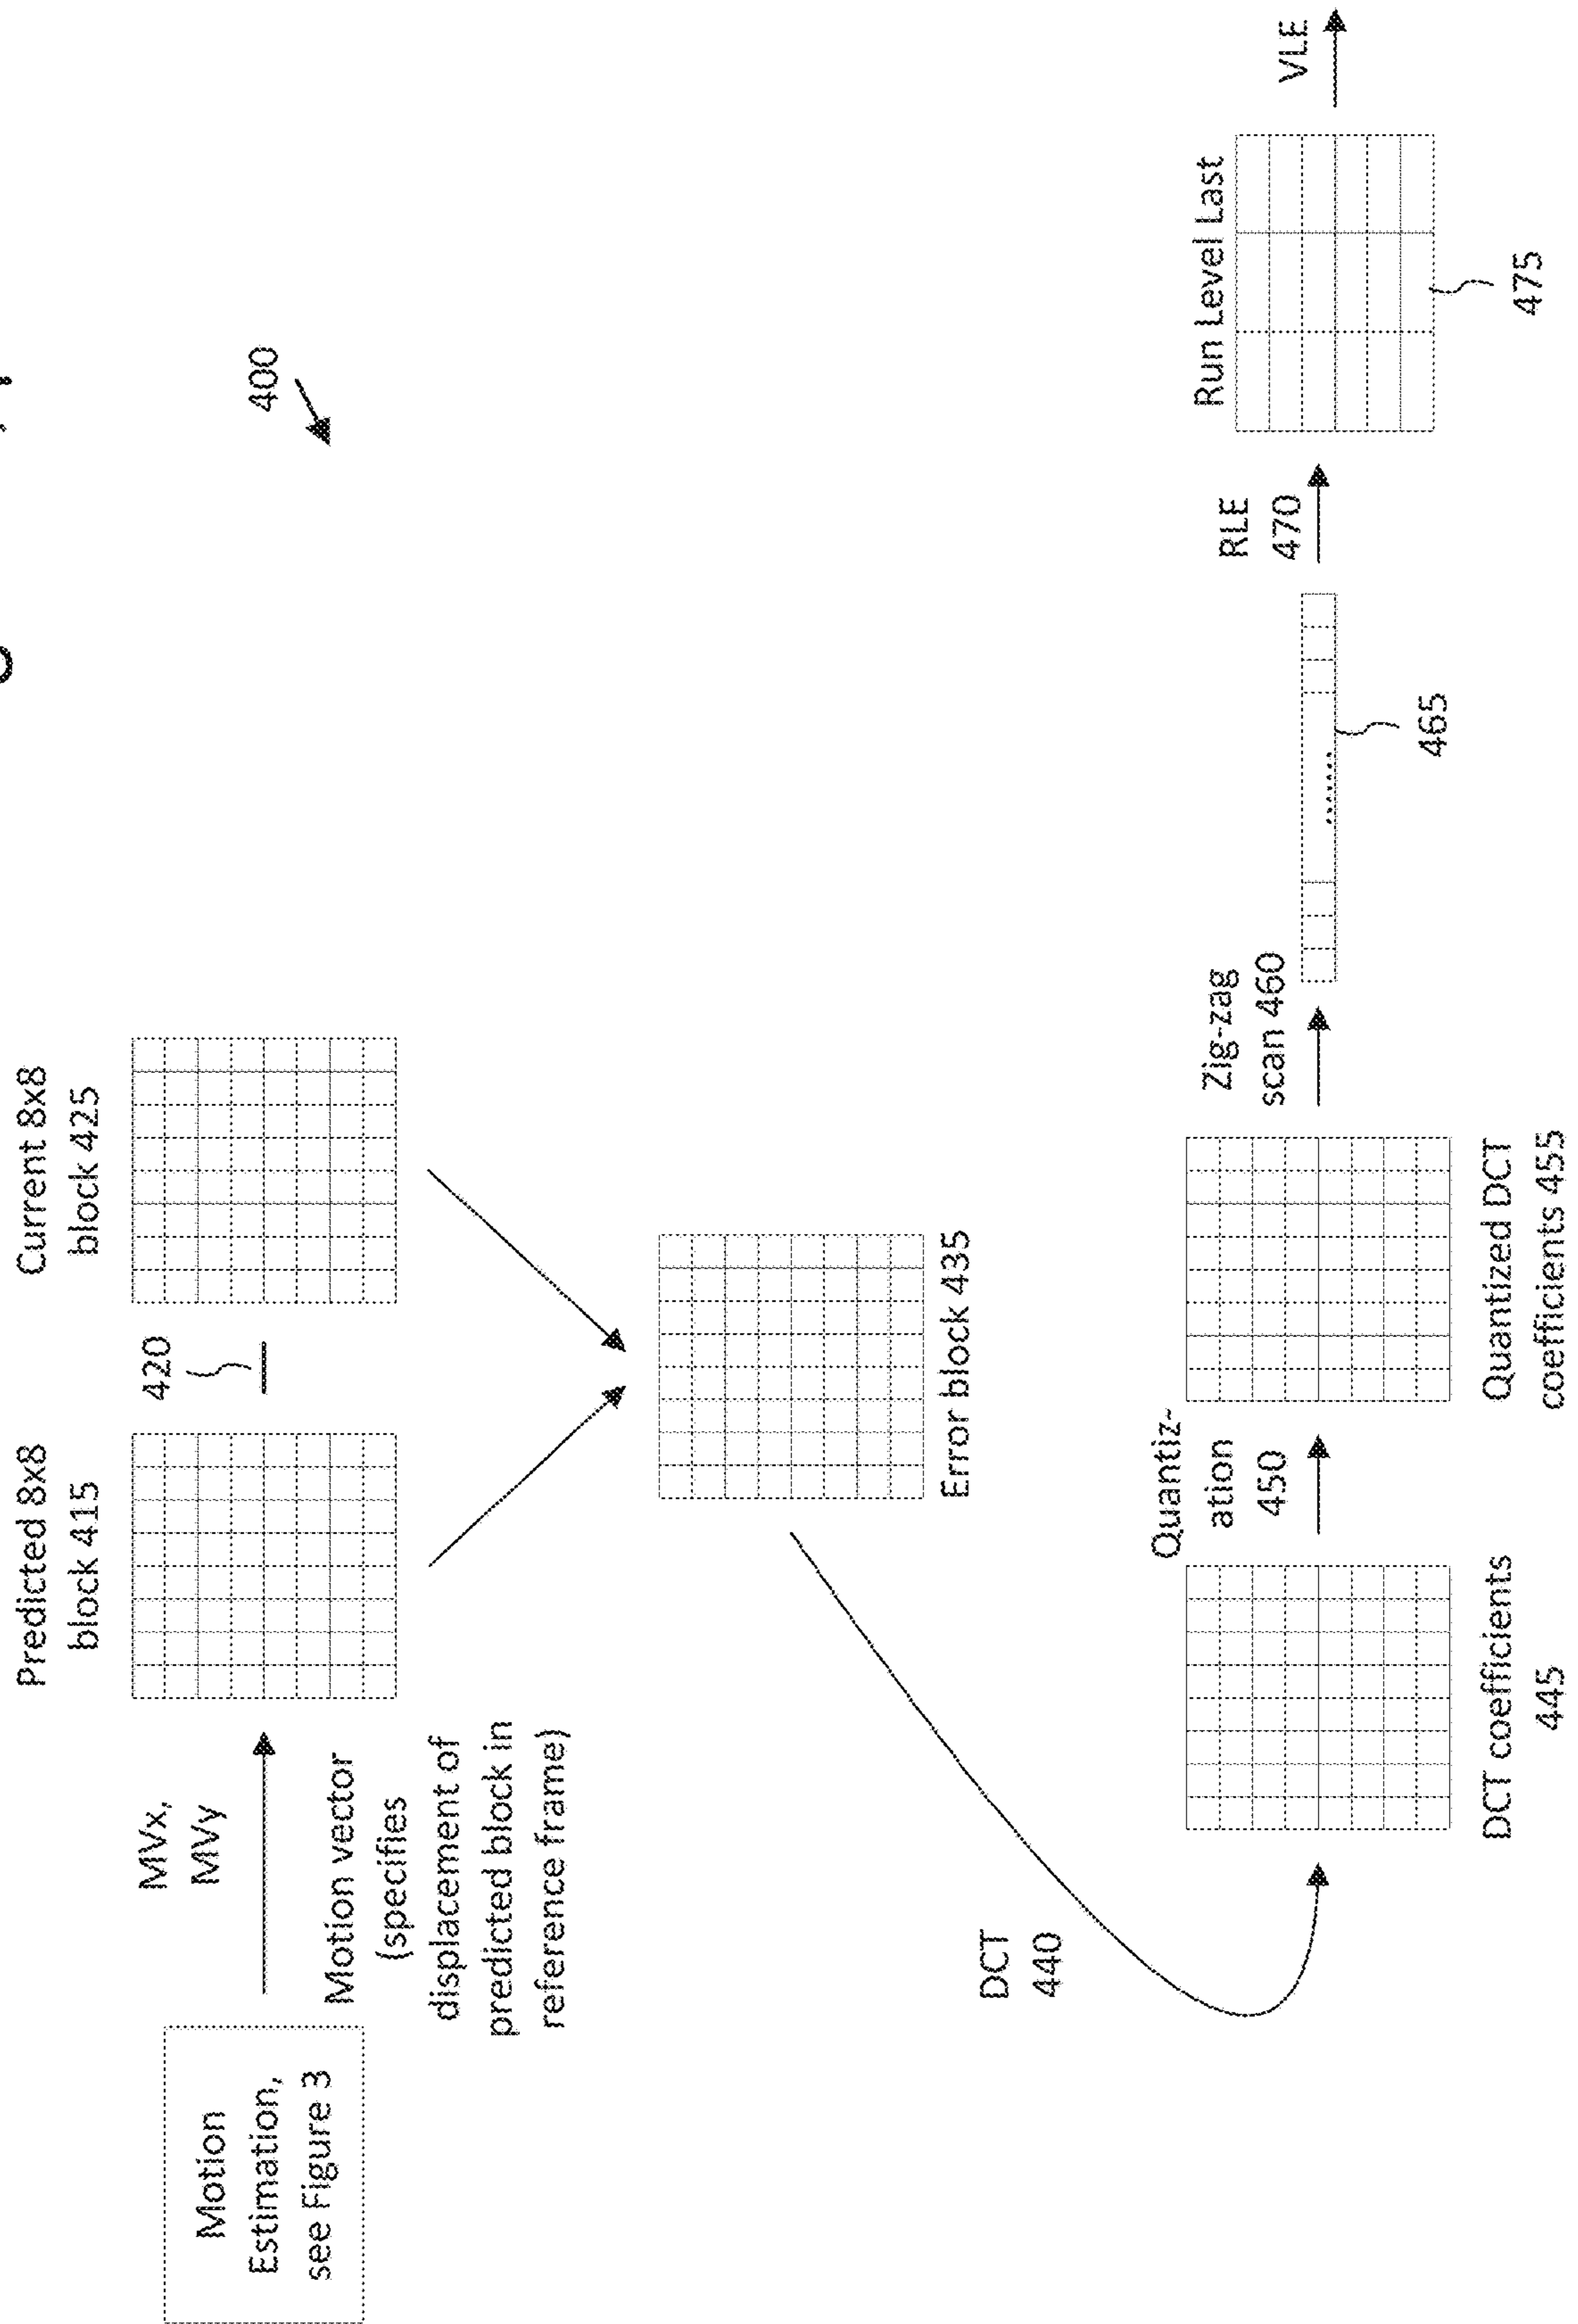 400
Motion
Estimation,
see Figure 3
MVx,
MVy
Motion vector
(specifies
displacement of
predicted block in
reference frame)
Predicted 8x8
block 415
420
Current 8x8
block 425
Error block 435
DCT
440
DCT coefficients
445
Quantiz-
ation
450
Quantized DCT
coefficients 455
Zig-zag
scan 460
465
RLE
470
Run Level Last
475
VLE